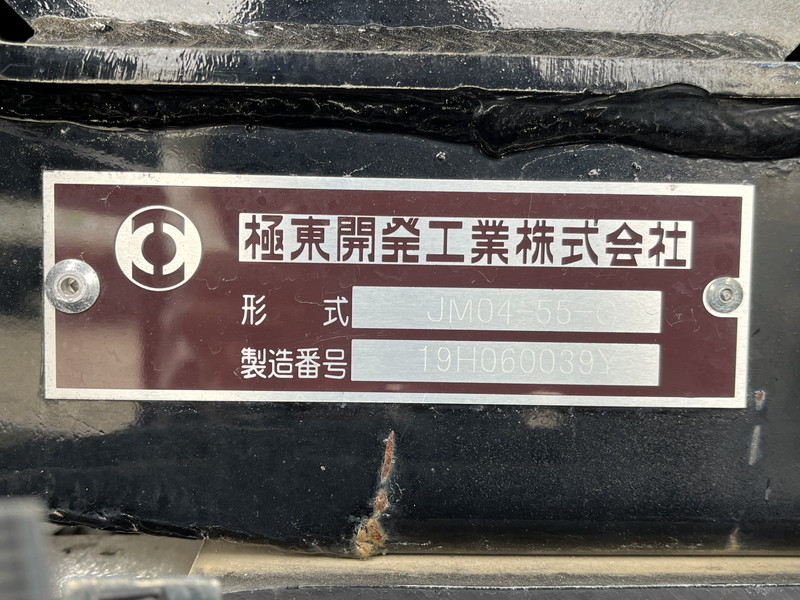 極東開発工業株式会社
形 式 JM04-55-
製造番号 19H060039Y